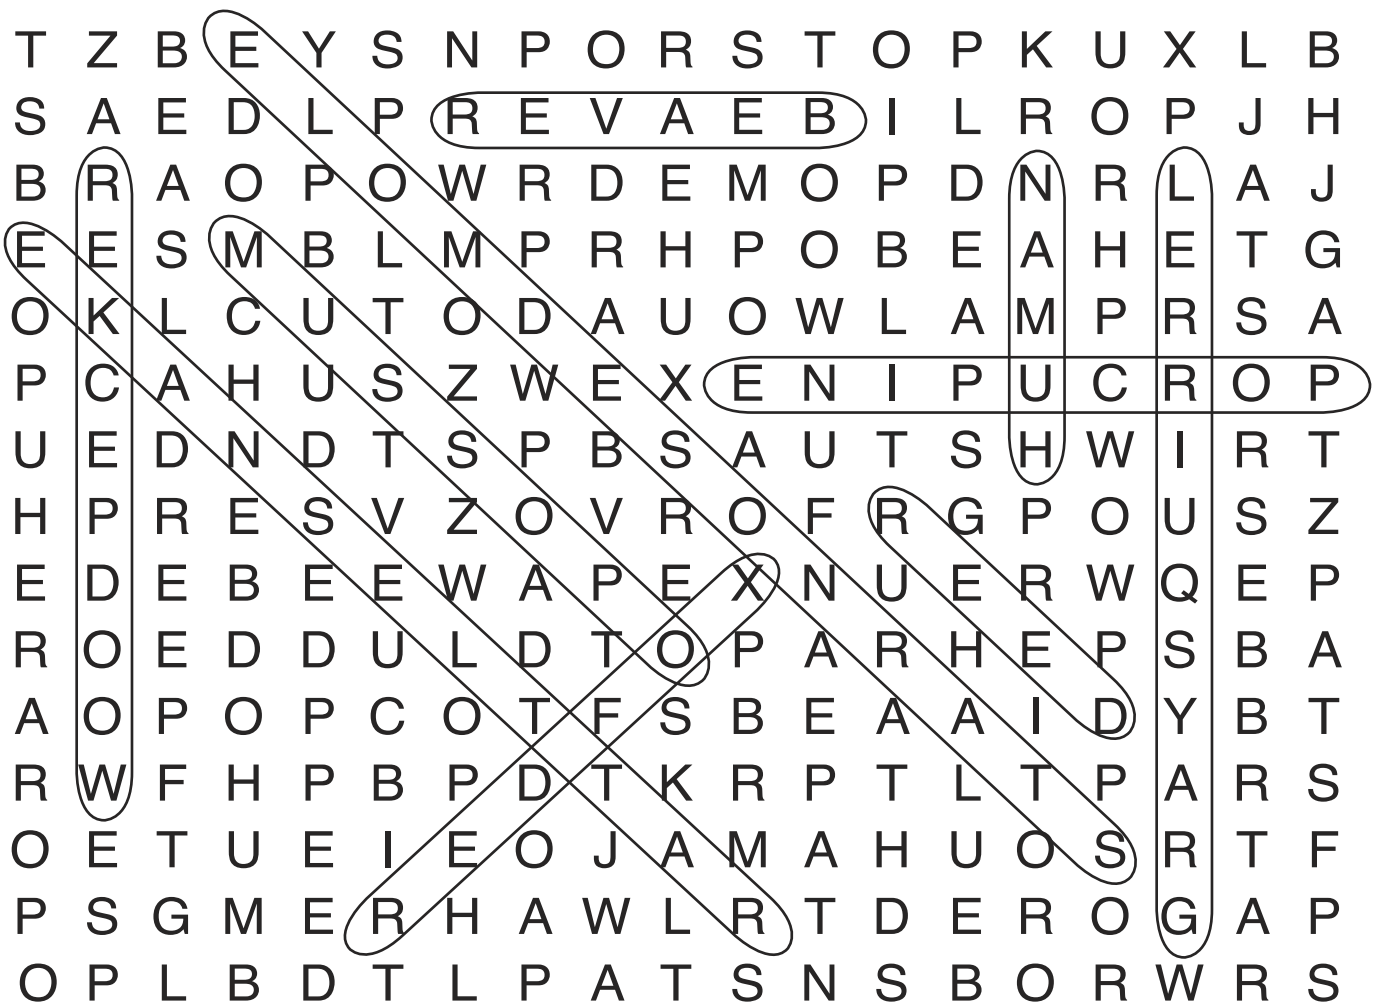 T Z B E Y S N P O R S T O P K U X L B
S A E D L P R E V A E B I L R O P J H
B R A O P O W R D E M O P D N R L A J
E E S M B L M P R H P O B E A H E T G
O K L C U T O D A U O W L A M P R S A
P C A H U S Z W E X E N I P U C R O P
U E D N D T S P B S A U T S H W I R T
H P R E S V Z O V R O F R G P O U S Z
E D E B E E W A P E X N U E R W Q E P
R O E D D U L D T O P A R H E P S B A
A O P O P C O T F S B E A A I D Y B T
R W F H P B P D T K R P T L T P A R S
O E T U E I E O J A M A H U O S R T F
P S G M E R H A W L R T D E R O G A P
O P L B D T L P A T S N S B O R W R S